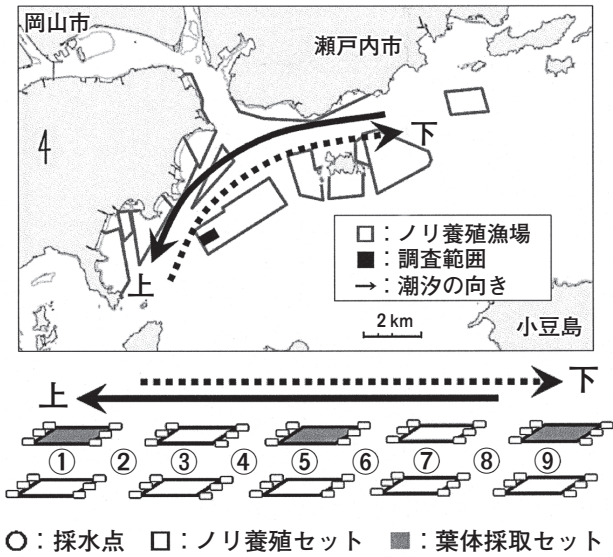 岡山市
瀬戸内市
下
上
□：ノリ養殖漁場
■：調査範囲
→：潮汐の向き
2 km
小豆島
上
下
① ② ③ ④ ⑤ ⑥ ⑦ ⑧ ⑨
○：採水点 □：ノリ養殖セット ■：葉体採取セット